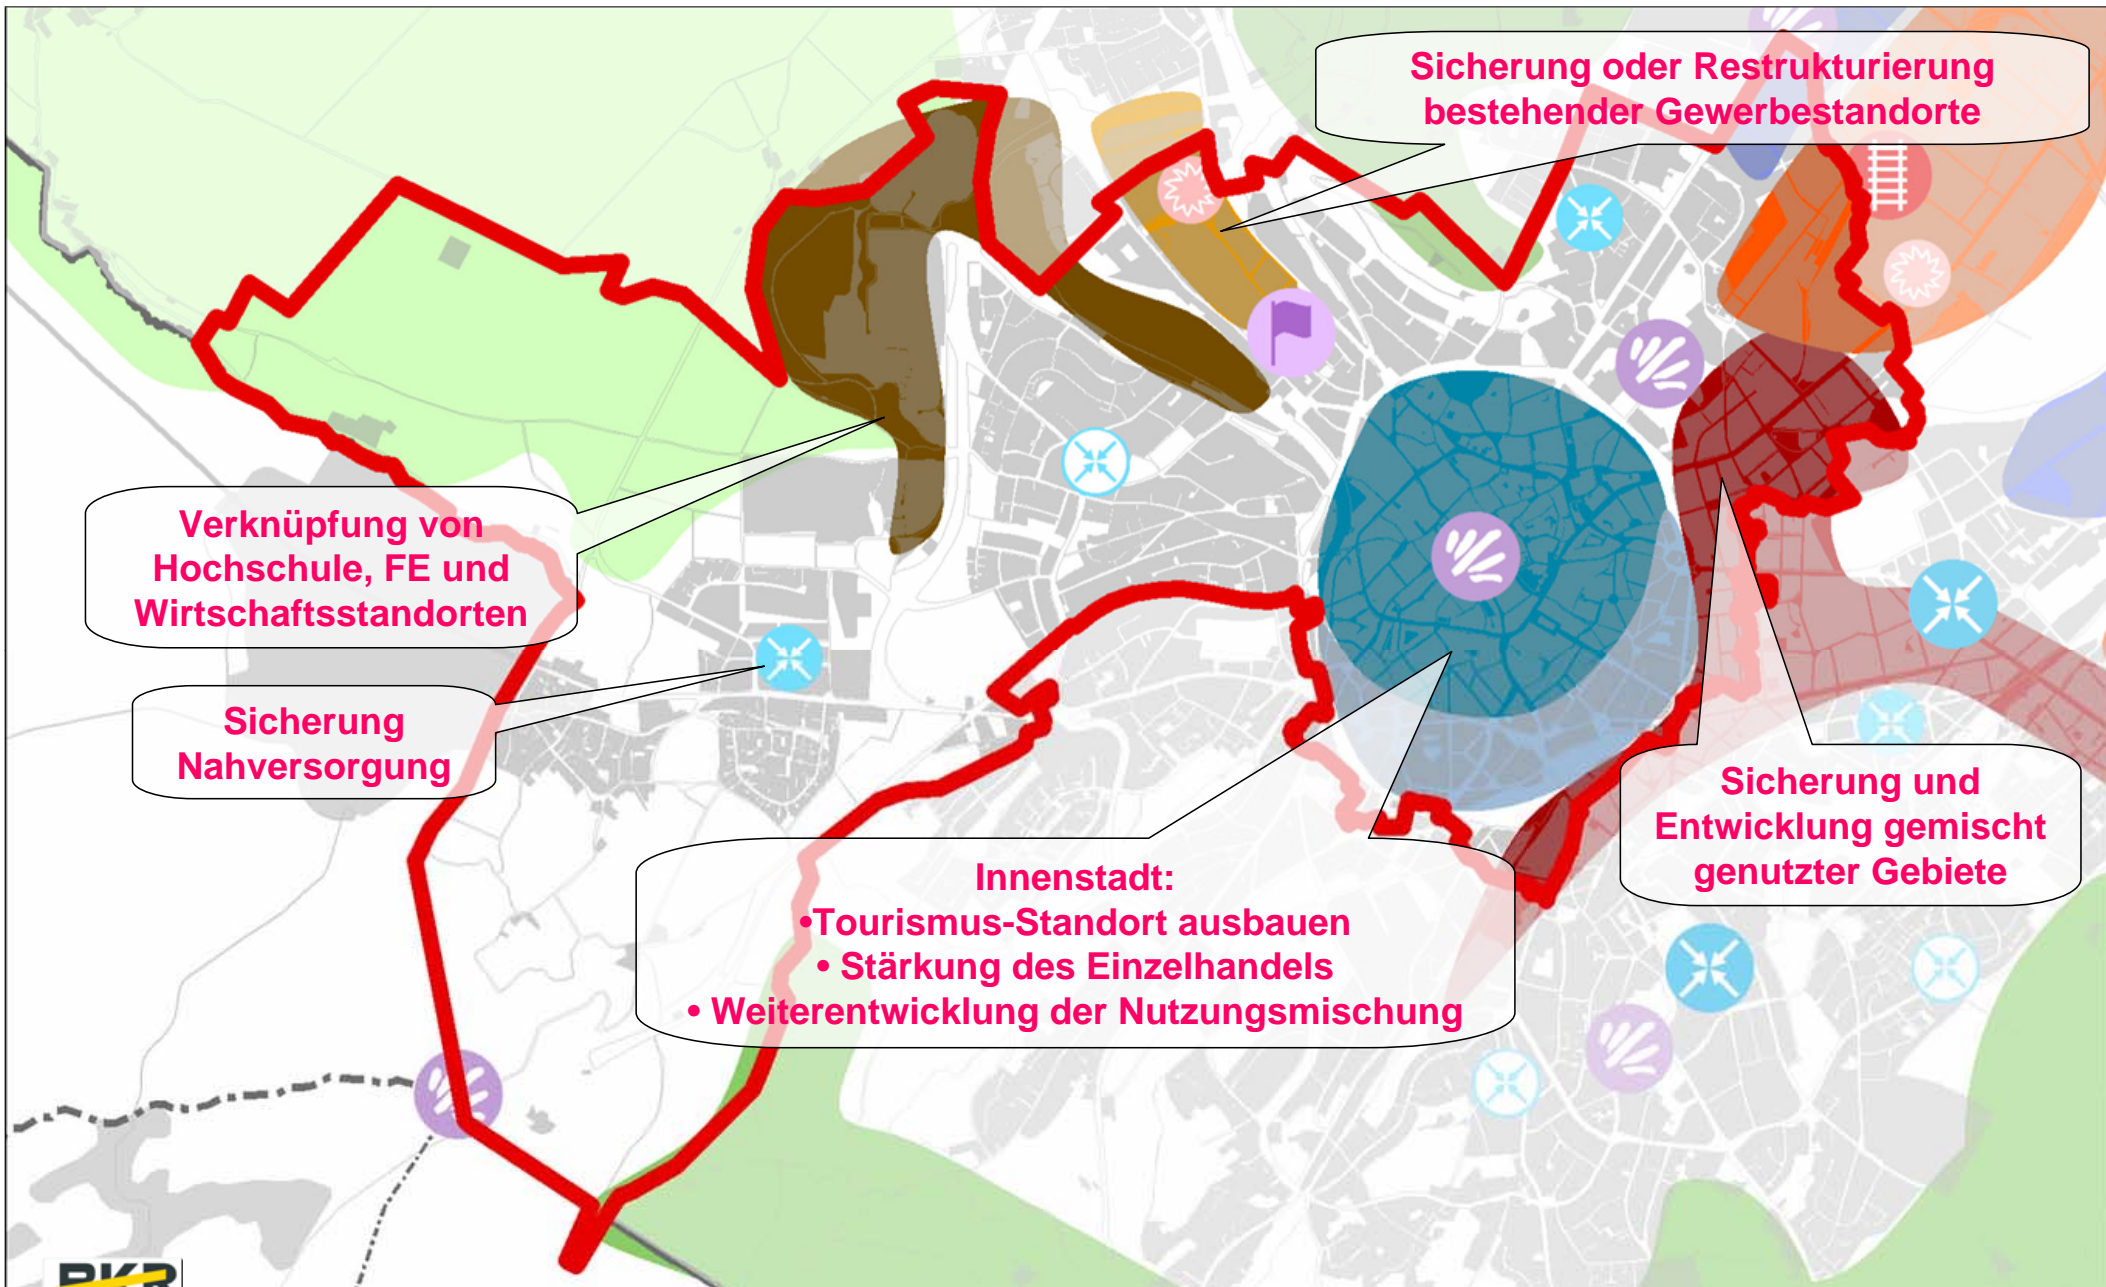 Sicherung oder Restrukturierung
bestehender Gewerbestandorte
Verknüpfung von
Hochschule, FE und
Wirtschaftsstandorten
Sicherung
Nahversorgung
Sicherung und
Entwicklung gemischt
genutzter Gebiete
Innenstadt:
•Tourismus-Standort ausbauen
• Stärkung des Einzelhandels
• Weiterentwicklung der Nutzungsmischung
BKR